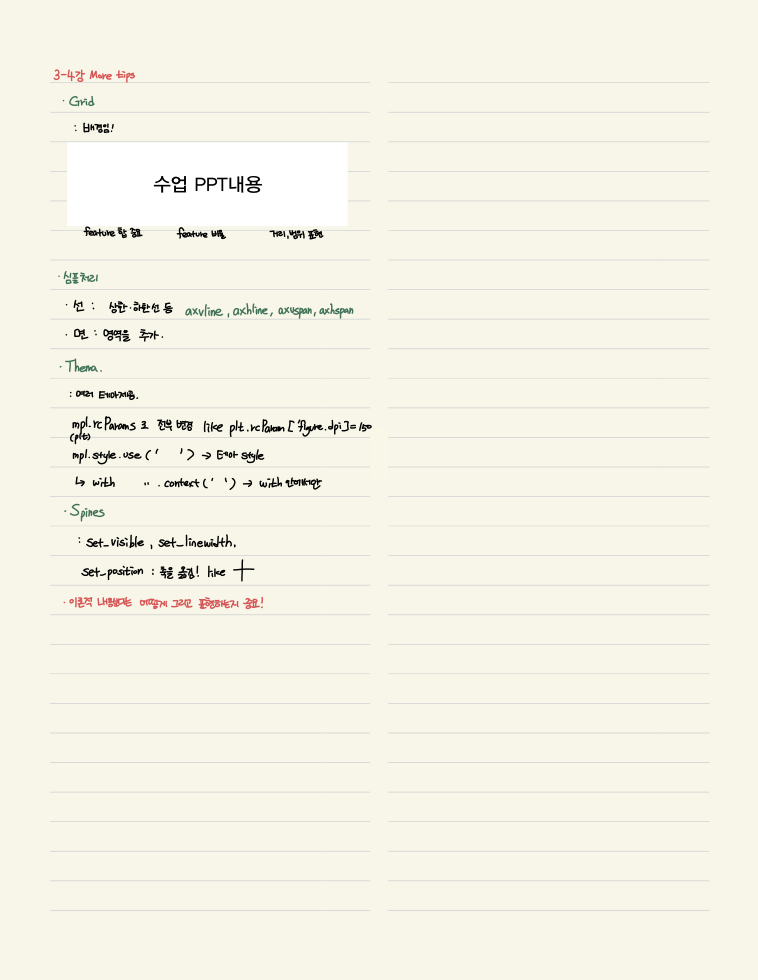 3-4강 More tips
· Grid
: 배경임!
수업 PPT내용
feature 합 중요 feature 비율 거리, 범위 표현
· 심플처리
· 선 : 상한·하한선 등 axvline, axhline, axvspan, axhspan
· 면 : 영역을 추가.
· Thema.
: 여러 테마제공.
mpl.rcParams 로 전부 변경 like plt.rcParam['figure.dpi]=150
(plt)
mpl.style.use (' ') → 테마 style
↳ with 〃 .context (' ') → with 안에서만
· Spines
: set_visible, set_linewidth.
set_position : 축을 옮김! like +
· 이론적 내용보다는 어떻게 그리고 표현하는지 중요!